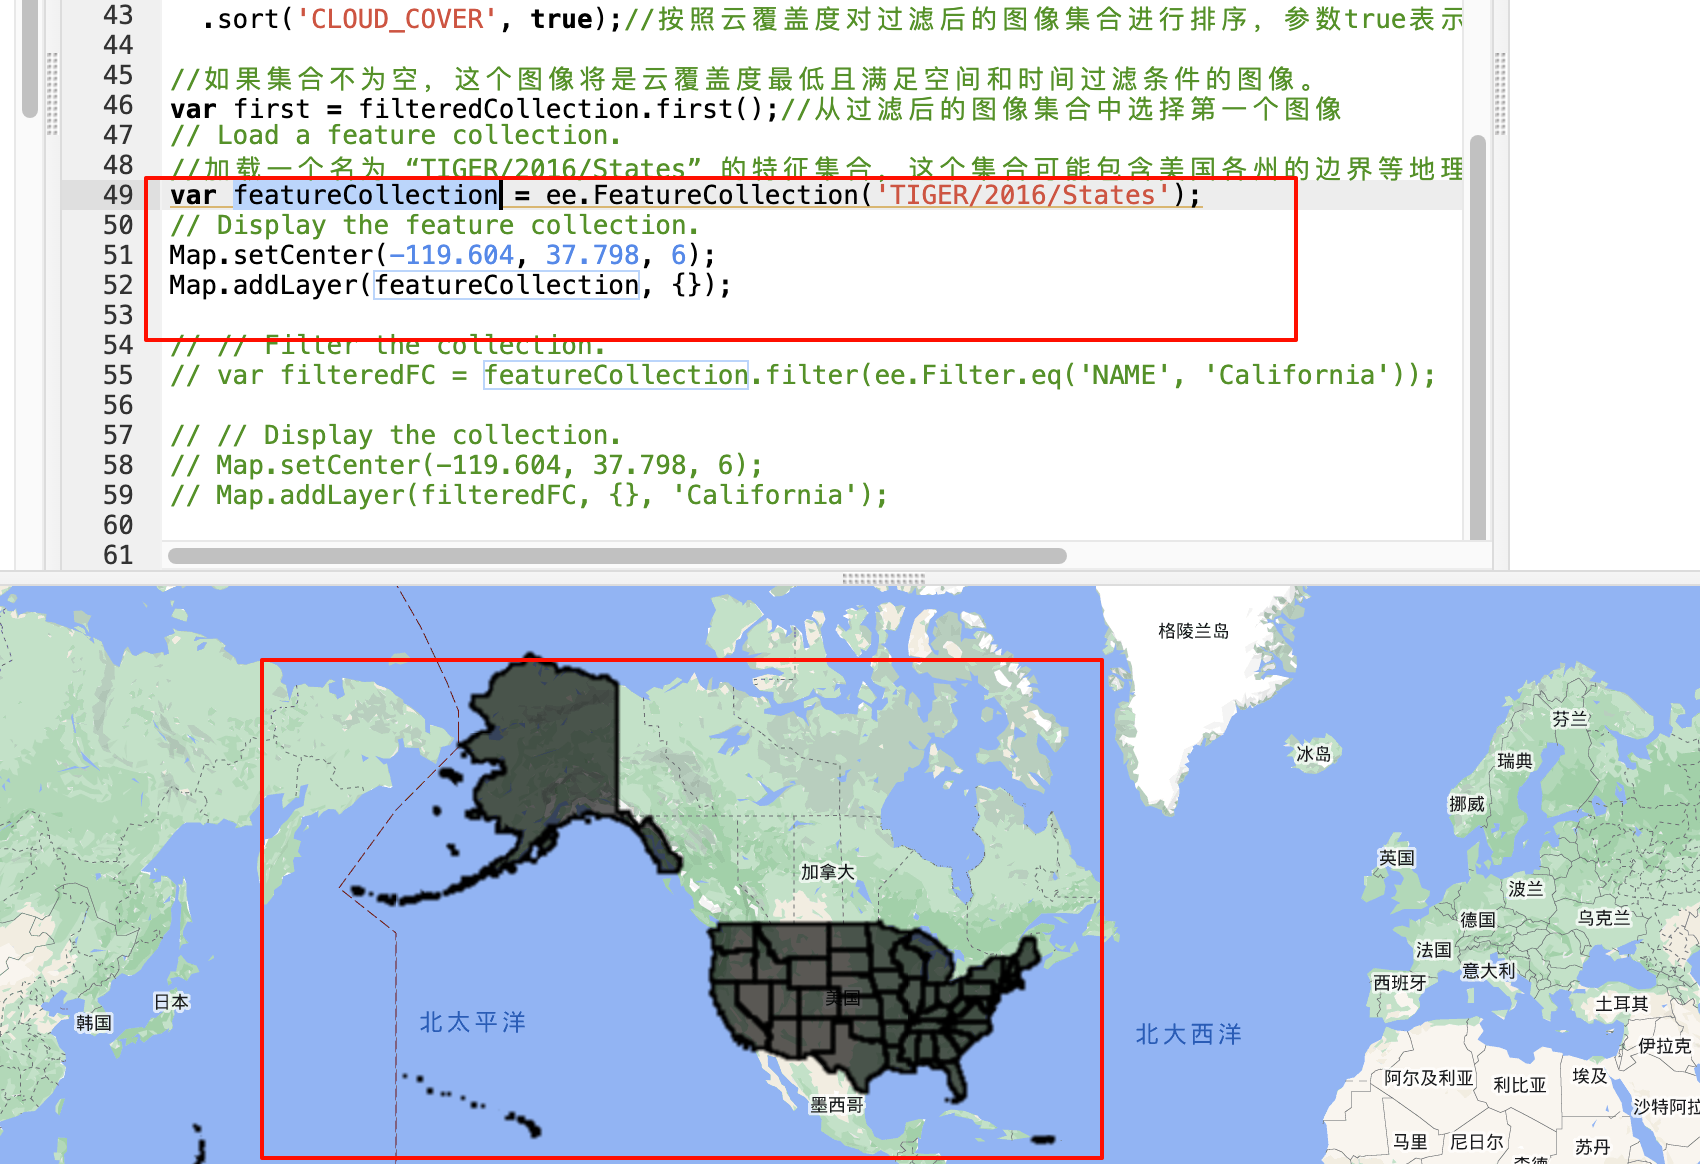 43 .sort('CLOUD_COVER', true);//按照云覆盖度对过滤后的图像集合进行排序，参数true表示
44
45 //如果集合不为空，这个图像将是云覆盖度最低且满足空间和时间过滤条件的图像。
46 var first = filteredCollection.first();//从过滤后的图像集合中选择第一个图像
47 // Load a feature collection.
48 //加载一个名为 “TIGER/2016/States” 的特征集合，这个集合可能包含美国各州的边界等地理
49 var featureCollection = ee.FeatureCollection('TIGER/2016/States');
50 // Display the feature collection.
51 Map.setCenter(-119.604, 37.798, 6);
52 Map.addLayer(featureCollection, {});
53
54 // // Filter the collection.
55 // var filteredFC = featureCollection.filter(ee.Filter.eq('NAME', 'California'));
56
57 // // Display the collection.
58 // Map.setCenter(-119.604, 37.798, 6);
59 // Map.addLayer(filteredFC, {}, 'California');
60
61
格陵兰岛
芬兰
冰岛
瑞典
挪威
英国
加拿大
波兰
德国
乌克兰
法国
意大利
西班牙
美国
日本
土耳其
韩国
北太平洋
北大西洋
伊拉克
阿尔及利亚
利比亚
埃及
墨西哥
沙特阿拉
马里
尼日尔
苏丹